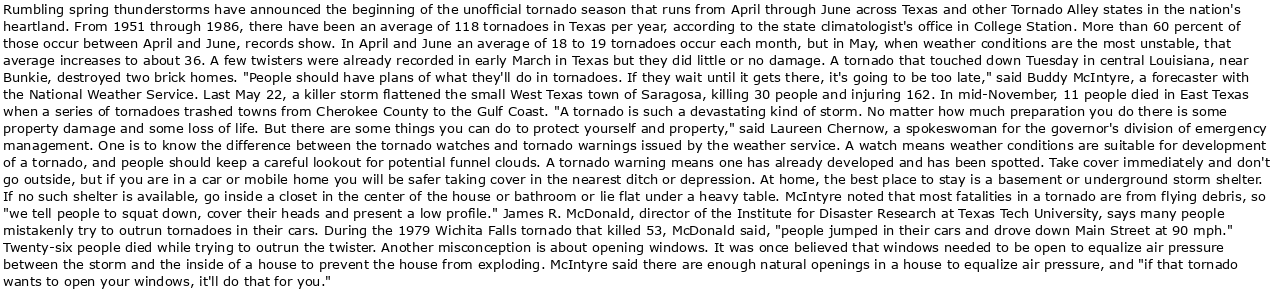 Rumbling spring thunderstorms have announced the beginning of the unofficial tornado season that runs from April through June across Texas and other Tornado Alley states in the nation's
heartland. From 1951 through 1986, there have been an average of 118 tornadoes in Texas per year, according to the state climatologist's office in College Station. More than 60 percent of
those occur between April and June, records show. In April and June an average of 18 to 19 tornadoes occur each month, but in May, when weather conditions are the most unstable, that
average increases to about 36. A few twisters were already recorded in early March in Texas but they did little or no damage. A tornado that touched down Tuesday in central Louisiana, near
Bunkie, destroyed two brick homes. "People should have plans of what they'll do in tornadoes. If they wait until it gets there, it's going to be too late," said Buddy McIntyre, a forecaster with
the National Weather Service. Last May 22, a killer storm flattened the small West Texas town of Saragosa, killing 30 people and injuring 162. In mid-November, 11 people died in East Texas
when a series of tornadoes trashed towns from Cherokee County to the Gulf Coast. "A tornado is such a devastating kind of storm. No matter how much preparation you do there is some
property damage and some loss of life. But there are some things you can do to protect yourself and property," said Laureen Chernow, a spokeswoman for the governor's division of emergency
management. One is to know the difference between the tornado watches and tornado warnings issued by the weather service. A watch means weather conditions are suitable for development
of a tornado, and people should keep a careful lookout for potential funnel clouds. A tornado warning means one has already developed and has been spotted. Take cover immediately and don't
go outside, but if you are in a car or mobile home you will be safer taking cover in the nearest ditch or depression. At home, the best place to stay is a basement or underground storm shelter.
If no such shelter is available, go inside a closet in the center of the house or bathroom or lie flat under a heavy table. McIntyre noted that most fatalities in a tornado are from flying debris, so
"we tell people to squat down, cover their heads and present a low profile." James R. McDonald, director of the Institute for Disaster Research at Texas Tech University, says many people
mistakenly try to outrun tornadoes in their cars. During the 1979 Wichita Falls tornado that killed 53, McDonald said, "people jumped in their cars and drove down Main Street at 90 mph."
Twenty-six people died while trying to outrun the twister. Another misconception is about opening windows. It was once believed that windows needed to be open to equalize air pressure
between the storm and the inside of a house to prevent the house from exploding. McIntyre said there are enough natural openings in a house to equalize air pressure, and "if that tornado
wants to open your windows, it'll do that for you."